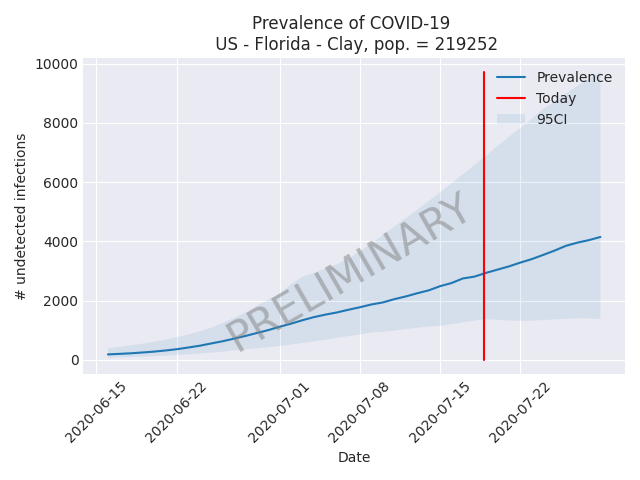 Prevalence of COVID-19
US - Florida - Clay, pop. = 219252
10000
8000
6000
4000
2000
0
# undetected infections
Prevalence
Today
95CI
PRELIMINARY
2020-06-15
2020-06-22
2020-07-01
2020-07-08
2020-07-15
2020-07-22
Date